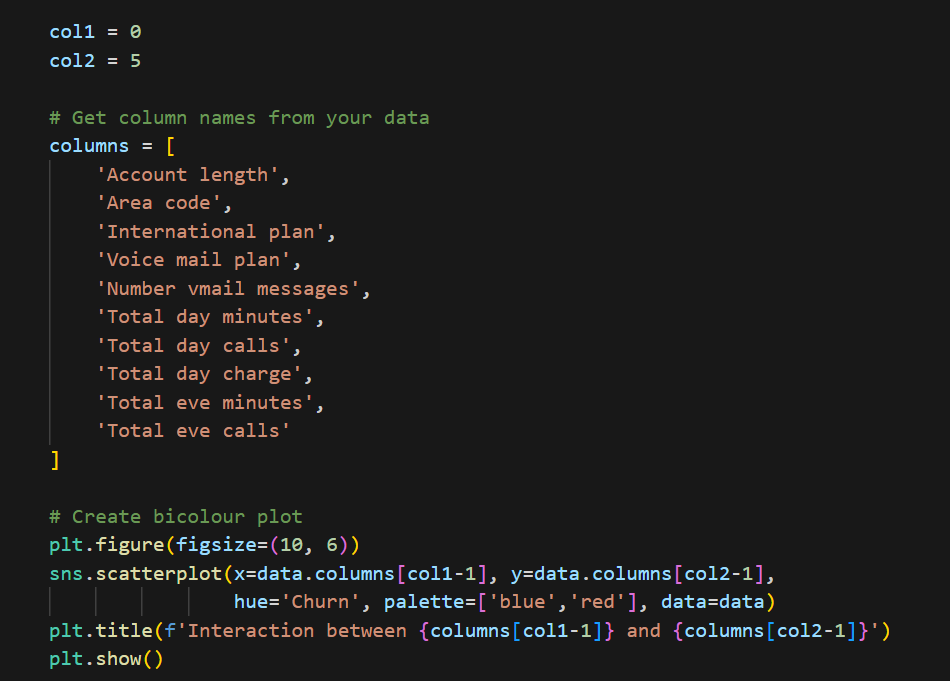 col1 = 0
col2 = 5

# Get column names from your data
columns = [
    'Account length',
    'Area code',
    'International plan',
    'Voice mail plan',
    'Number vmail messages',
    'Total day minutes',
    'Total day calls',
    'Total day charge',
    'Total eve minutes',
    'Total eve calls'
]

# Create bicolour plot
plt.figure(figsize=(10, 6))
sns.scatterplot(x=data.columns[col1-1], y=data.columns[col2-1],
                hue='Churn', palette=['blue','red'], data=data)
plt.title(f'Interaction between {columns[col1-1]} and {columns[col2-1]}')
plt.show()